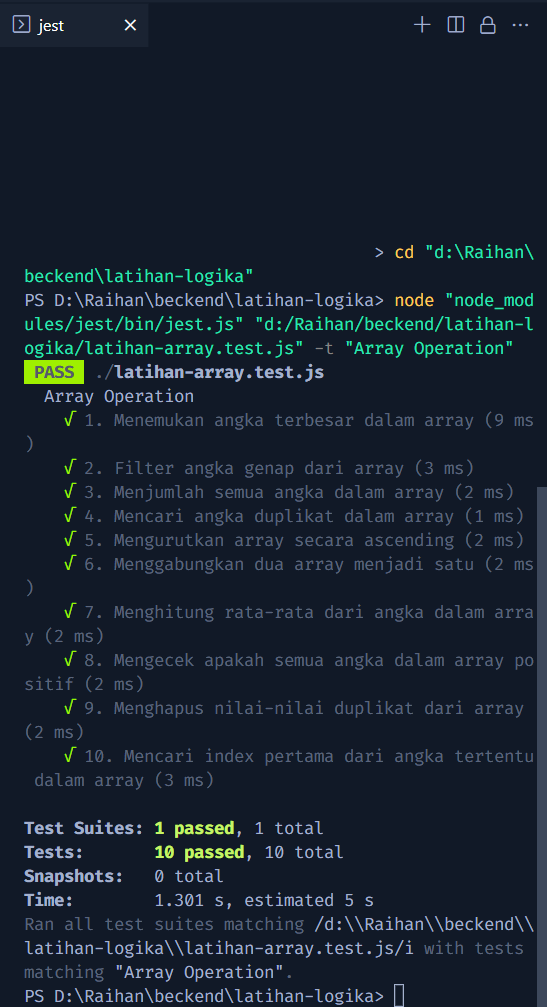 jest
> cd "d:\Raihan\
beckend\latihan-logika"
PS D:\Raihan\beckend\latihan-logika> node "node_mod
ules/jest/bin/jest.js" "d:/Raihan/beckend/latihan-l
ogika/latihan-array.test.js" -t "Array Operation"
PASS ./latihan-array.test.js
Array Operation
√ 1. Menemukan angka terbesar dalam array (9 ms
)
√ 2. Filter angka genap dari array (3 ms)
√ 3. Menjumlah semua angka dalam array (2 ms)
√ 4. Mencari angka duplikat dalam array (1 ms)
√ 5. Mengurutkan array secara ascending (2 ms)
√ 6. Menggabungkan dua array menjadi satu (2 ms
)
√ 7. Menghitung rata-rata dari angka dalam arra
y (2 ms)
√ 8. Mengecek apakah semua angka dalam array po
sitif (2 ms)
√ 9. Menghapus nilai-nilai duplikat dari array
(2 ms)
√ 10. Mencari index pertama dari angka tertentu
dalam array (3 ms)
Test Suites: 1 passed, 1 total
Tests: 10 passed, 10 total
Snapshots: 0 total
Time: 1.301 s, estimated 5 s
Ran all test suites matching /d:\\Raihan\\beckend\\
latihan-logika\\latihan-array.test.js/i with tests
matching "Array Operation".
PS D:\Raihan\beckend\latihan-logika>